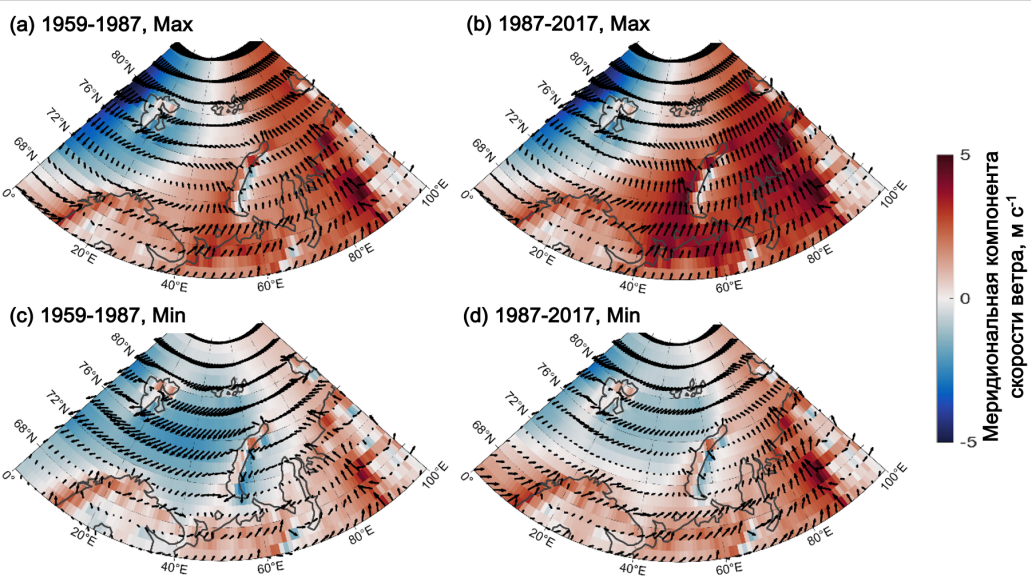 (a) 1959-1987, Max
(b) 1987-2017, Max
80°N
76°N
72°N
68°N
0°
20°E
40°E
60°E
80°E
100°E
80°N
76°N
72°N
68°N
0°
20°E
40°E
60°E
80°E
100°E
(c) 1959-1987, Min
(d) 1987-2017, Min
80°N
76°N
72°N
68°N
0°
20°E
40°E
60°E
80°E
100°E
80°N
76°N
72°N
68°N
0°
20°E
40°E
60°E
80°E
100°E
5
0
-5
Меридиональная компонента
скорости ветра, м с⁻¹